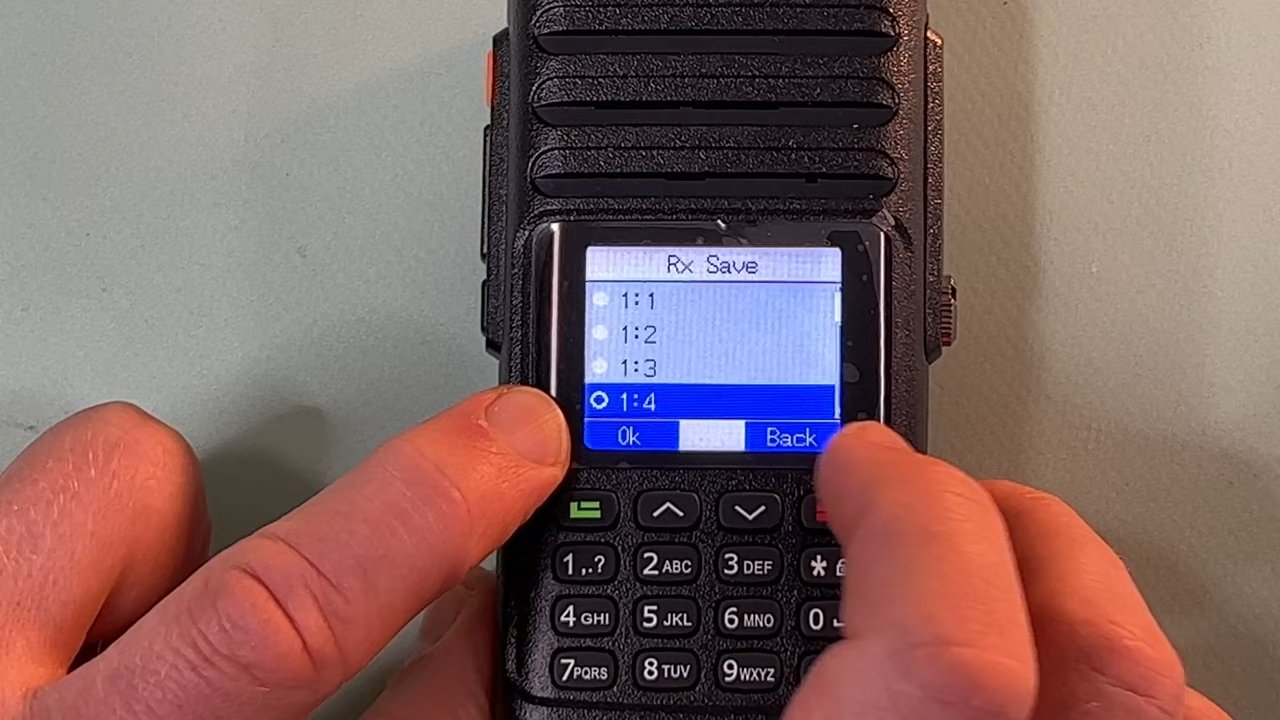 Rx Save
1:1
1:2
1:3
1:4
Ok Back
1,.? 2ABC 3DEF *
4GHI 5JKL 6MNO 0
7PQRS 8TUV 9WXYZ